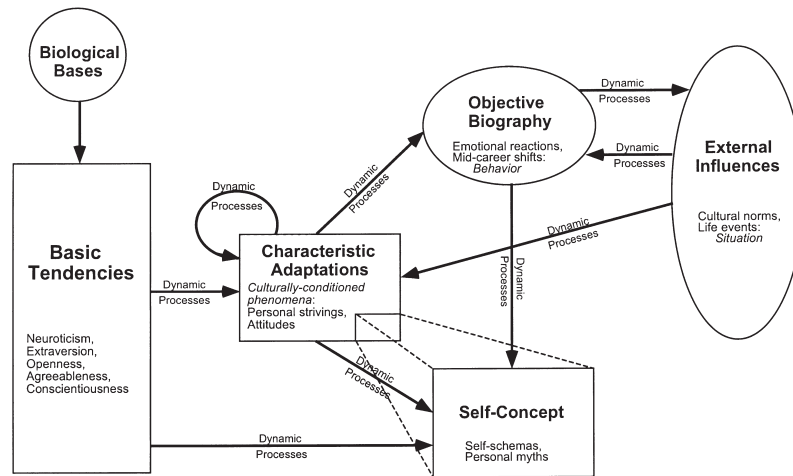 Biological
Bases
Basic
Tendencies
Neuroticism,
Extraversion,
Openness,
Agreeableness,
Conscientiousness
Dynamic
Processes
Dynamic
Processes
Characteristic
Adaptations
Culturally-conditioned
phenomena:
Personal strivings,
Attitudes
Dynamic
Processes
Objective
Biography
Emotional reactions,
Mid-career shifts:
Behavior
Dynamic
Processes
Dynamic
Processes
External
Influences
Cultural norms,
Life events:
Situation
Dynamic
Processes
Dynamic
Processes
Dynamic
Processes
Dynamic
Processes
Self-Concept
Self-schemas,
Personal myths